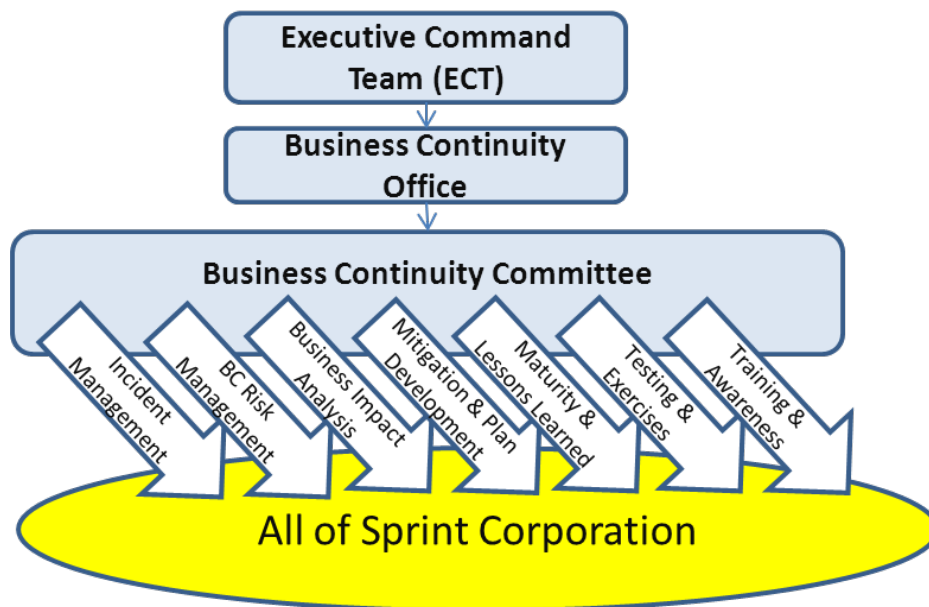 Executive Command
Team (ECT)
Business Continuity
Office
Business Continuity Committee
Incident
Management
BC Risk
Management
Business Impact
Analysis
Mitigation & Plan
Development
Maturity &
Lessons Learned
Testing &
Exercises
Training &
Awareness
All of Sprint Corporation